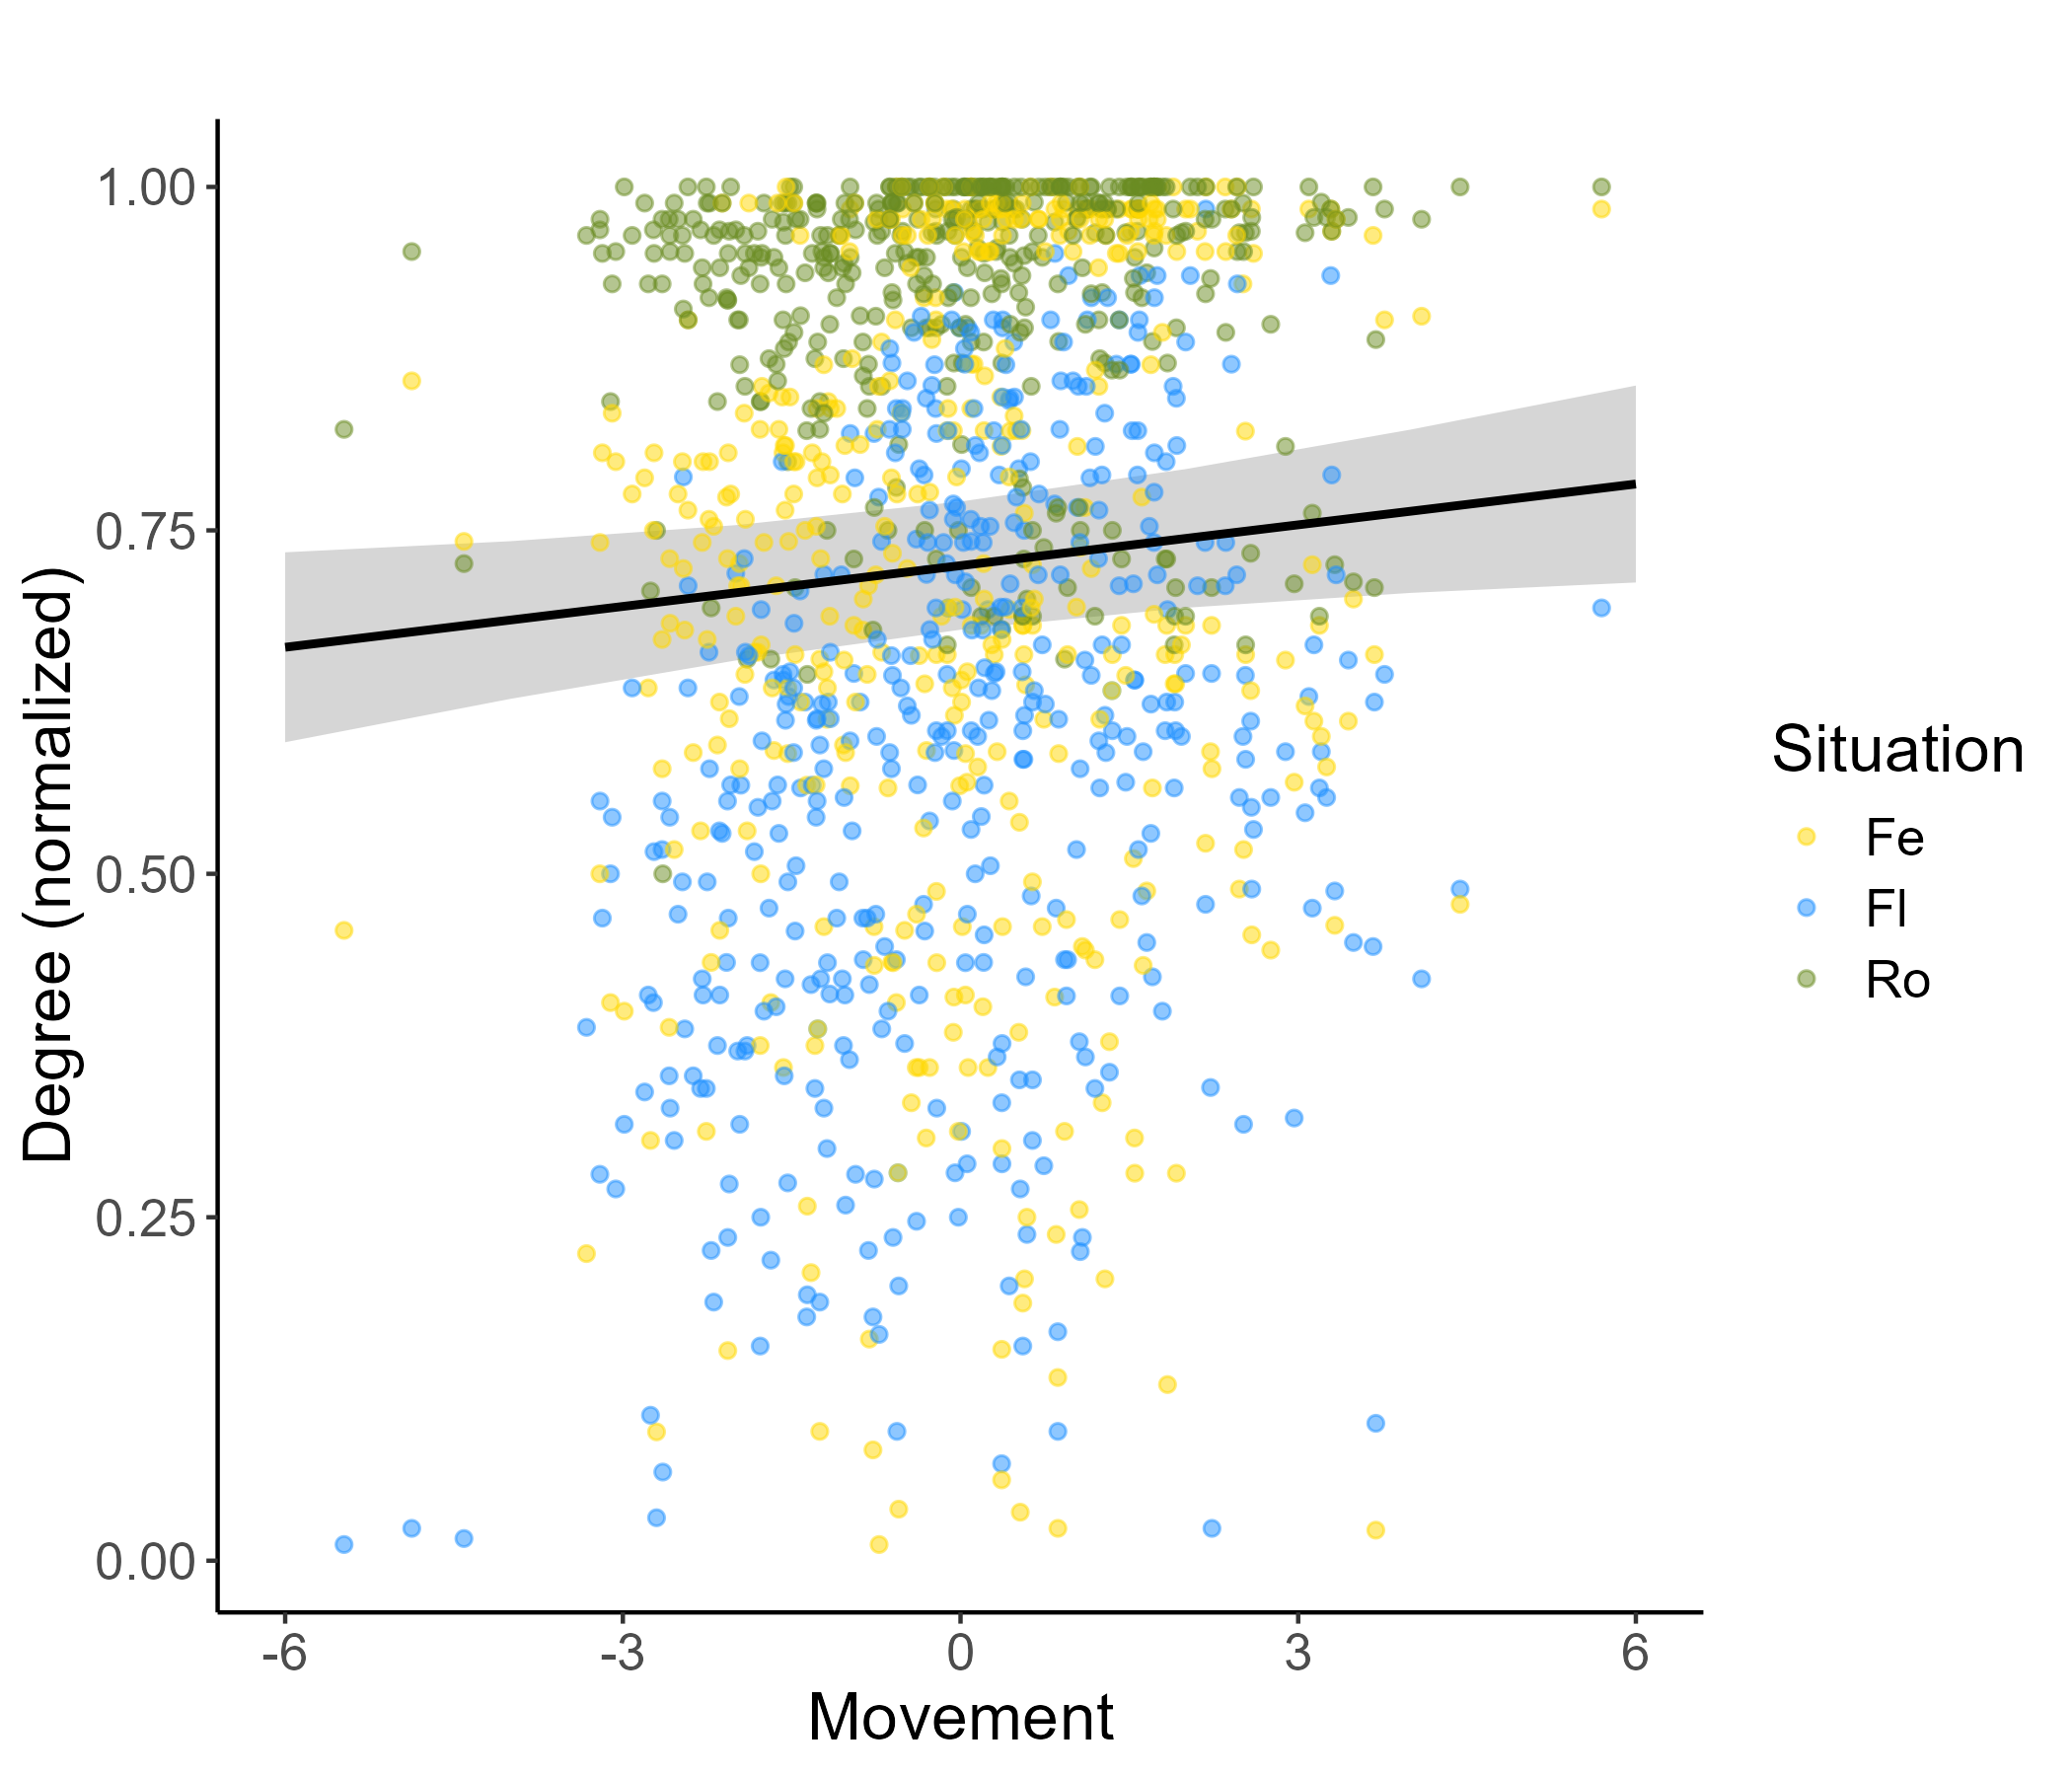 Degree (normalized)
1.00
0.75
0.50
0.25
0.00
-6
-3
0
3
6
Movement
Situation
Fe
Fl
Ro